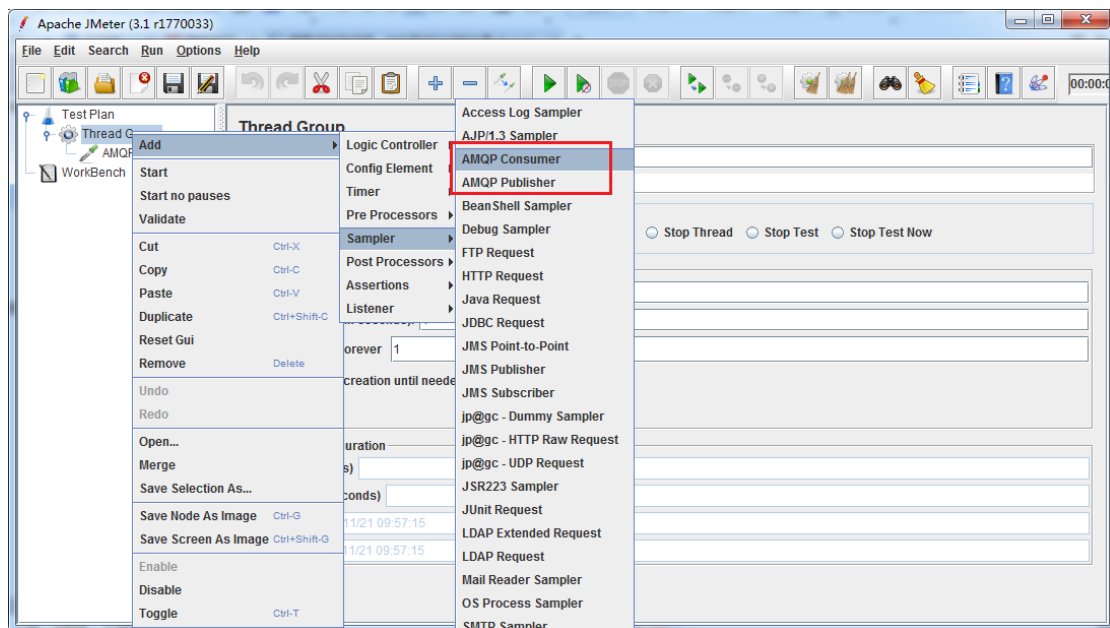 Apache JMeter (3.1 r1770033)
File Edit Search Run Options Help
00:00:0
Test Plan
Thread G
AMQP
WorkBench
Thread Group
Add
Start
Start no pauses
Validate
Cut Ctrl-X
Copy Ctrl-C
Paste Ctrl-V
Duplicate Ctrl+Shift-C
Reset Gui
Remove Delete
Undo
Redo
Open...
Merge
Save Selection As...
Save Node As Image Ctrl-G
Save Screen As Image Ctrl+Shift-G
Enable
Disable
Toggle Ctrl-T
Logic Controller
Config Element
Timer
Pre Processors
Sampler
Post Processors
Assertions
Listener
Access Log Sampler
AJP/1.3 Sampler
AMQP Consumer
AMQP Publisher
BeanShell Sampler
Debug Sampler
FTP Request
HTTP Request
Java Request
JDBC Request
JMS Point-to-Point
JMS Publisher
JMS Subscriber
jp@gc - Dummy Sampler
jp@gc - HTTP Raw Request
jp@gc - UDP Request
JSR223 Sampler
JUnit Request
LDAP Extended Request
LDAP Request
Mail Reader Sampler
OS Process Sampler
SMTP Sampler
Stop Thread Stop Test Stop Test Now
orever 1
creation until neede
uration
s)
conds)
11/21 09:57:15
11/21 09:57:15